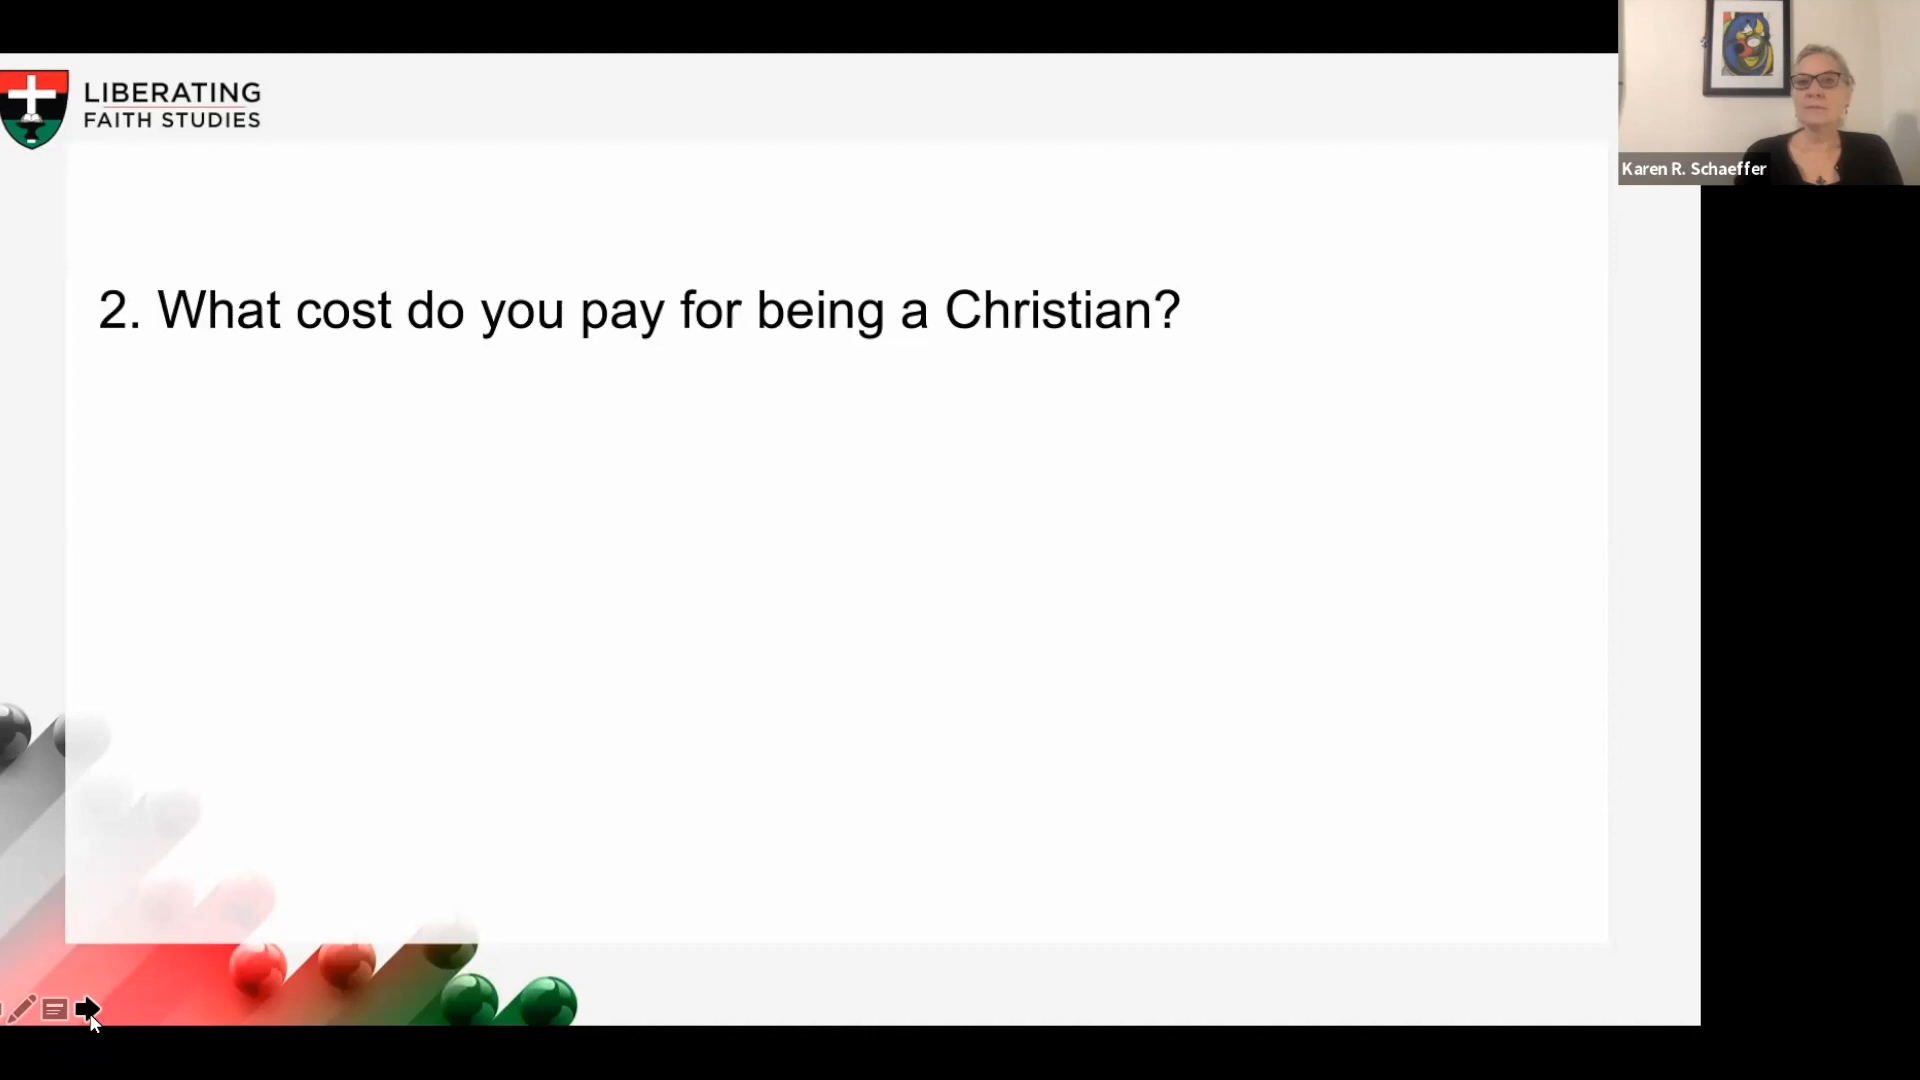 LIBERATING
FAITH STUDIES
Karen R. Schaeffer
2. What cost do you pay for being a Christian?